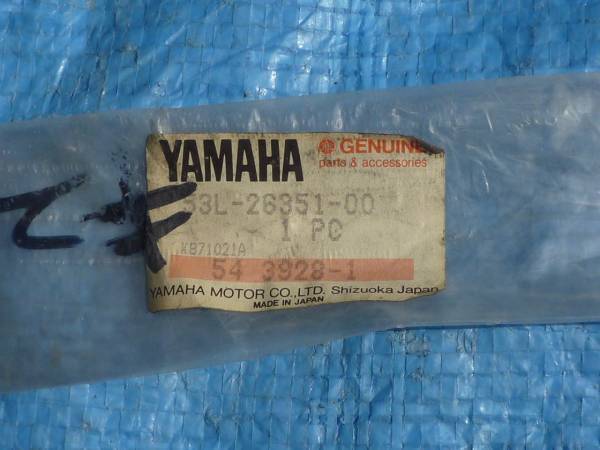 YAMAHA
GENUINE
parts & accessories
33L-26351-00
1 PC
KB71021A
54 3928-1
YAMAHA MOTOR CO., LTD. Shizuoka Japan
MADE IN JAPAN